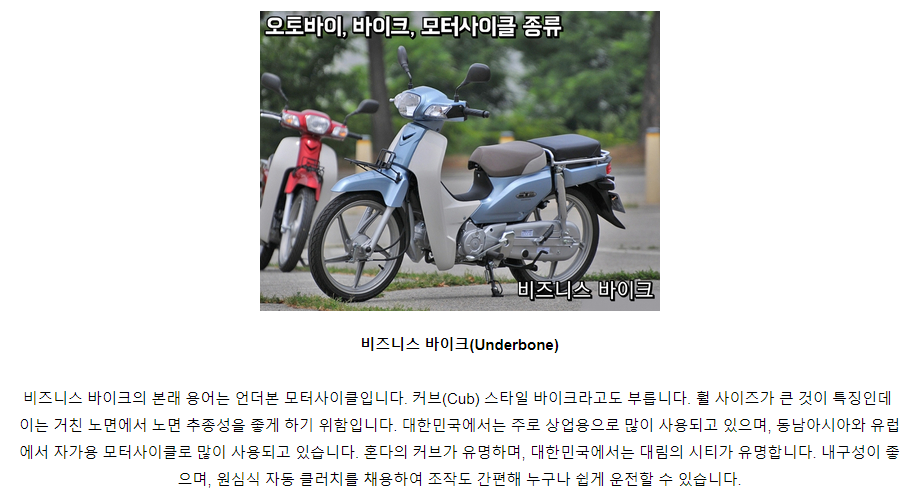 오토바이, 바이크, 모터사이클 종류
비즈니스 바이크
비즈니스 바이크(Underbone)
비즈니스 바이크의 본래 용어는 언더본 모터사이클입니다. 커브(Cub) 스타일 바이크라고도 부릅니다. 휠 사이즈가 큰 것이 특징인데
이는 거친 노면에서 노면 추종성을 좋게 하기 위함입니다. 대한민국에서는 주로 상업용으로 많이 사용되고 있으며, 동남아시아와 유럽
에서 자가용 모터사이클로 많이 사용되고 있습니다. 혼다의 커브가 유명하며, 대한민국에서는 대림의 시티가 유명합니다. 내구성이 좋
으며, 원심식 자동 클러치를 채용하여 조작도 간편해 누구나 쉽게 운전할 수 있습니다.